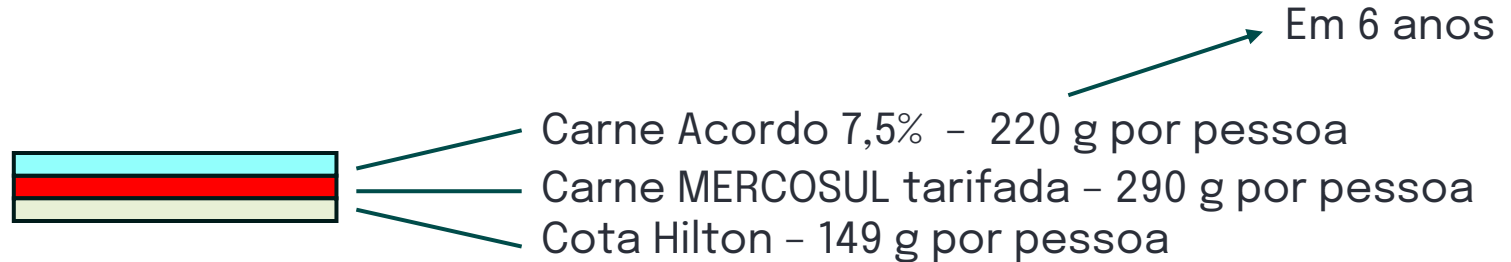 Em 6 anos
Carne Acordo 7,5% – 220 g por pessoa
Carne MERCOSUL tarifada – 290 g por pessoa
Cota Hilton – 149 g por pessoa